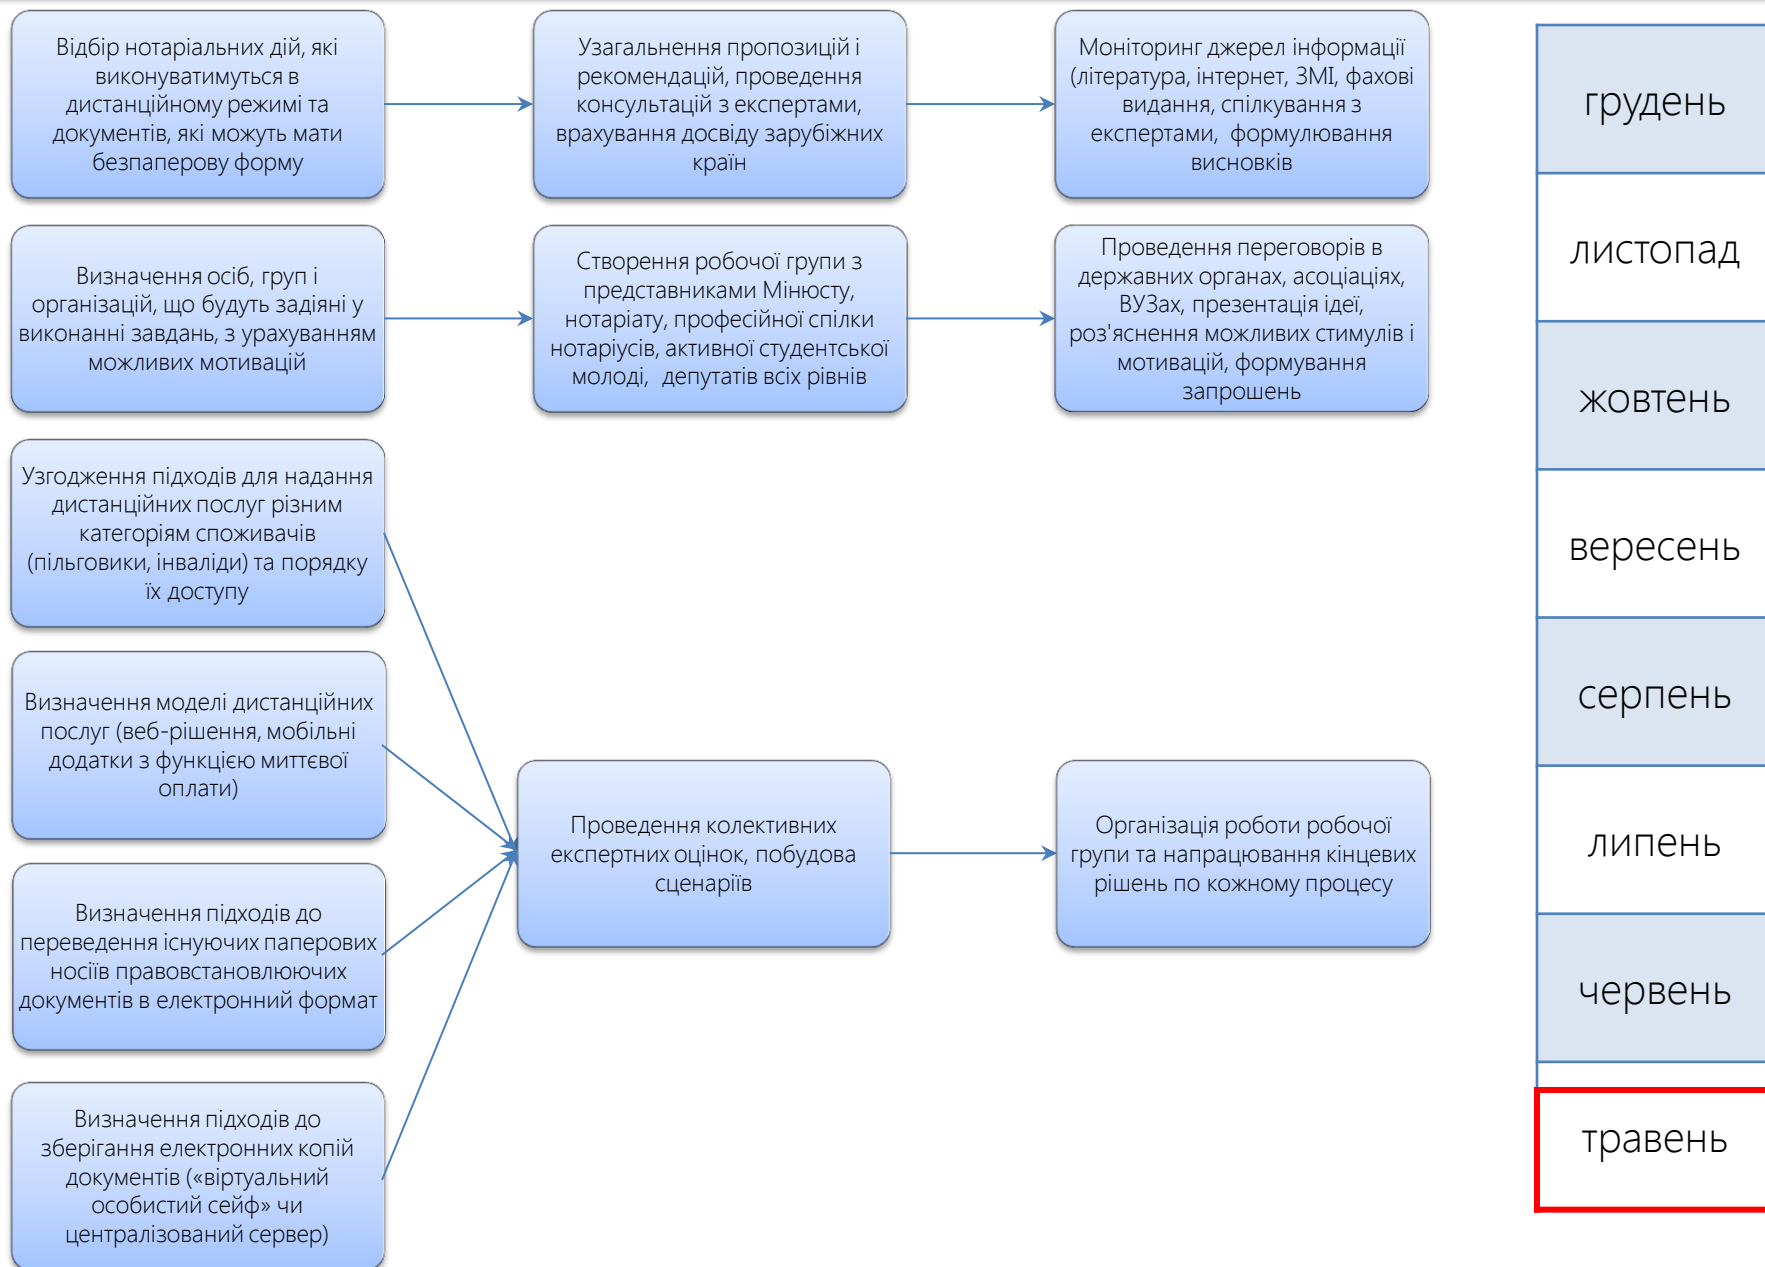 Відбір нотаріальних дій, які
виконуватимуться в
дистанційному режимі та
документів, які можуть мати
безпаперову форму
Узагальнення пропозицій і
рекомендацій, проведення
консультацій з експертами,
врахування досвіду зарубіжних
країн
Моніторинг джерел інформації
(література, інтернет, ЗМІ, фахові
видання, спілкування з
експертами, формулювання
висновків
Визначення осіб, груп і
організацій, що будуть задіяні у
виконанні завдань, з урахуванням
можливих мотивацій
Створення робочої групи з
представниками Мінюсту,
нотаріату, професійної спілки
нотаріусів, активної студентської
молоді, депутатів всіх рівнів
Проведення переговорів в
державних органах, асоціаціях,
ВУЗах, презентація ідеї,
роз'яснення можливих стимулів і
мотивацій, формування
запрошень
Узгодження підходів для надання
дистанційних послуг різним
категоріям споживачів
(пільговики, інваліди) та порядку
їх доступу
Визначення моделі дистанційних
послуг (веб-рішення, мобільні
додатки з функцією миттєвої
оплати)
Визначення підходів до
переведення існуючих паперових
носіїв правовстановлюючих
документів в електронний формат
Визначення підходів до
зберігання електронних копій
документів («віртуальний
особистий сейф» чи
централізований сервер)
Проведення колективних
експертних оцінок, побудова
сценаріїв
Організація роботи робочої
групи та напрацювання кінцевих
рішень по кожному процесу
грудень
листопад
жовтень
вересень
серпень
липень
червень
травень